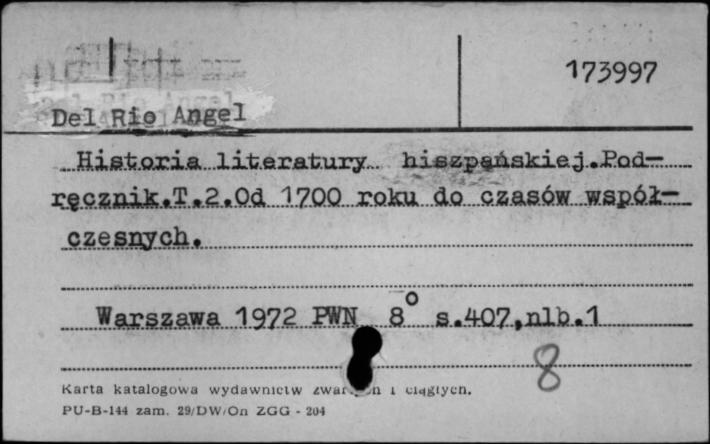 173997
Del Rio Angel
Historia literatury hiszpańskiej.Pod-
ręcznik.T.2.Od 1700 roku do czasów współ-
czesnych.
Warszawa 1972 PWN 8° s.407,nlb.1
8
Karta katalogowa wydawnictw i ciągłych.
PU-B-144 zam. 29/DW/On ZGG - 204